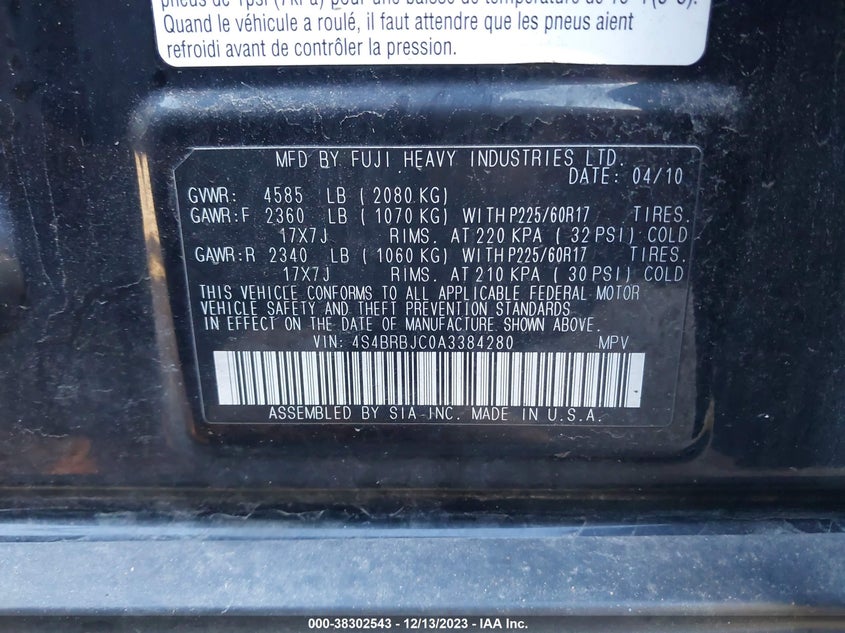 Quand le véhicule a roulé, il faut attendre que les pneus aient
refroidi avant de contrôler la pression.
MFD BY FUJI HEAVY INDUSTRIES LTD.
DATE: 04/10
GVWR: 4585 LB (2080 KG)
GAWR:F 2360 LB (1070 KG) WITH P225/60R17 TIRES.
17X7J RIMS. AT 220 KPA (32 PSI) COLD
GAWR:R 2340 LB (1060 KG) WITH P225/60R17 TIRES.
17X7J RIMS. AT 210 KPA (30 PSI) COLD
THIS VEHICLE CONFORMS TO ALL APPLICABLE FEDERAL MOTOR
VEHICLE SAFETY AND THEFT PREVENTION STANDARDS
IN EFFECT ON THE DATE OF MANUFACTURE SHOWN ABOVE.
VIN: 4S4BRBJC0A3384280 MPV
ASSEMBLED BY SIA INC. MADE IN U.S.A.
000-38302543 - 12/13/2023 - IAA Inc.